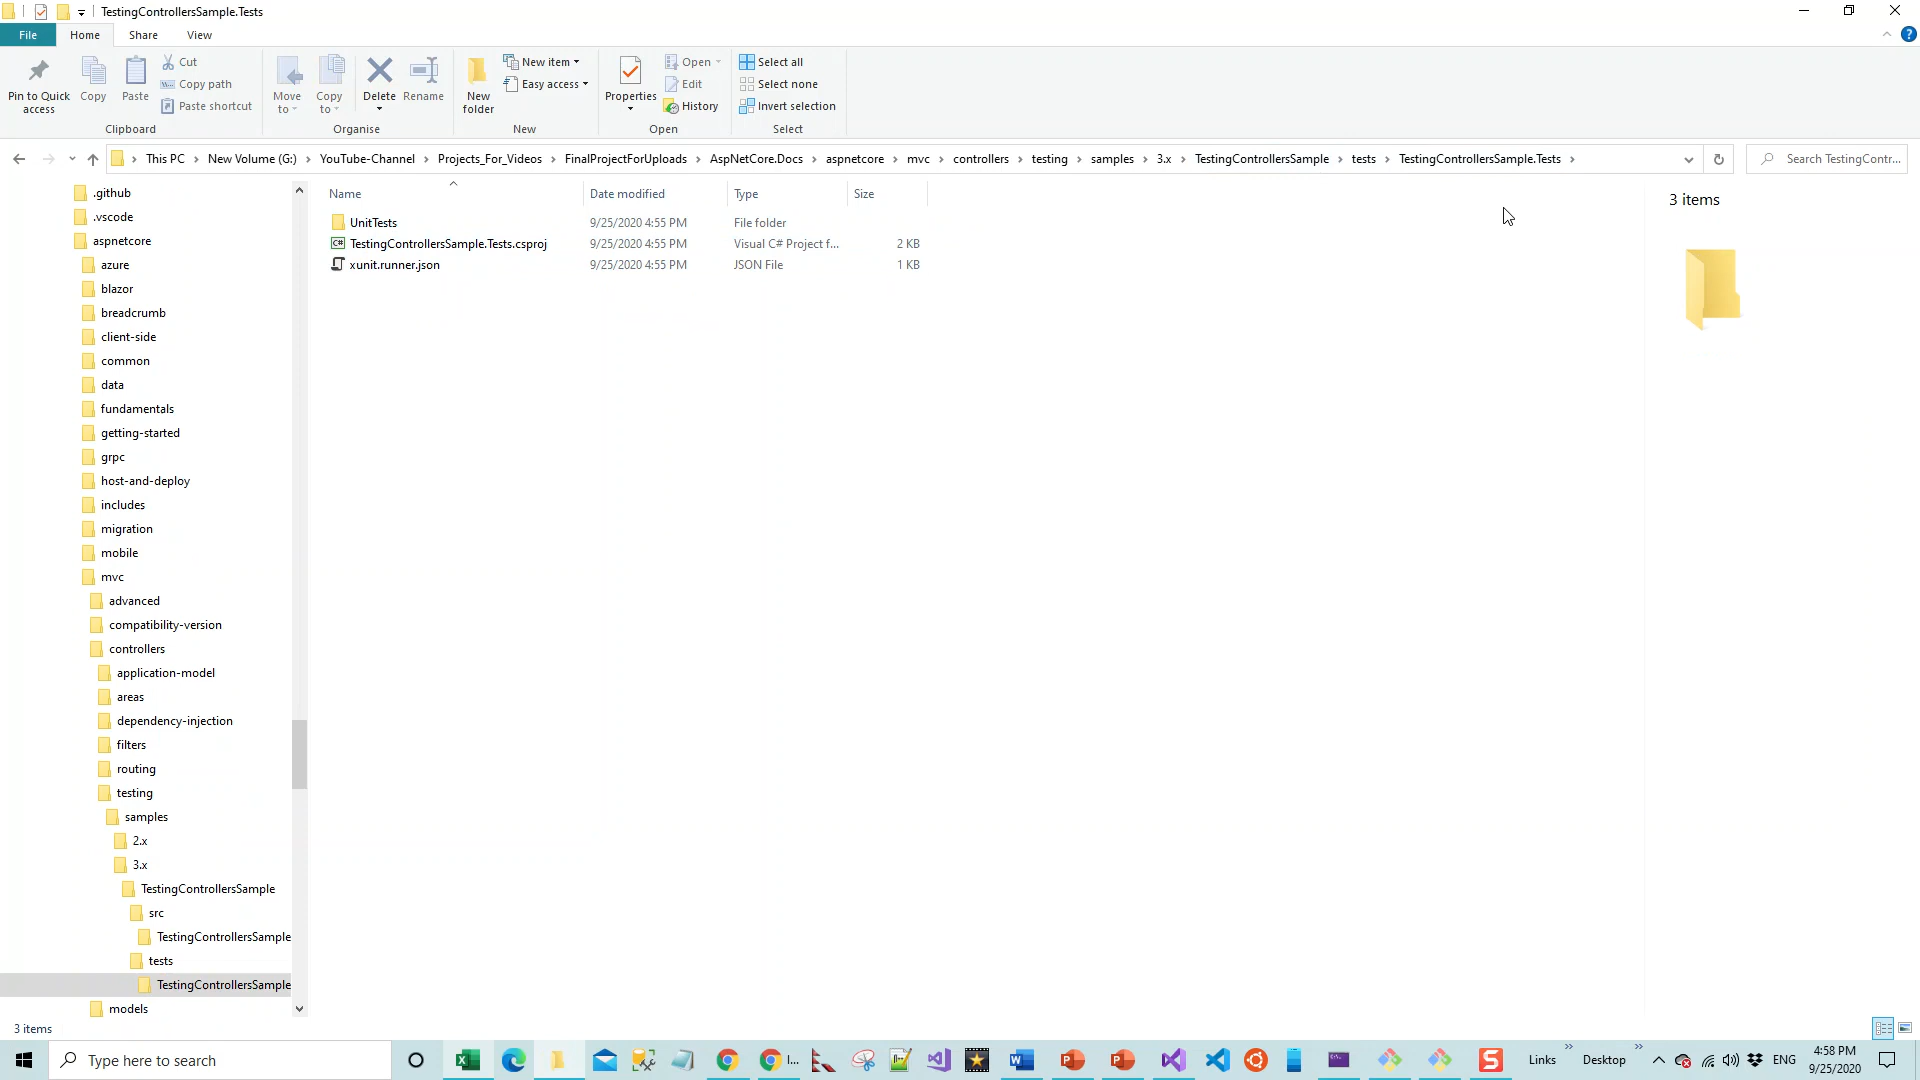 TestingControllersSample.Tests
File Home Share View
Pin to Quick access
Copy
Paste
Cut
Copy path
Paste shortcut
Clipboard
Move to
Copy to
Delete
Rename
Organise
New folder
New item
Easy access
New
Properties
Open
Edit
History
Open
Select all
Select none
Invert selection
Select
This PC > New Volume (G:) > YouTube-Channel > Projects_For_Videos > FinalProjectForUploads > AspNetCore.Docs > aspnetcore > mvc > controllers > testing > samples > 3.x > TestingControllersSample > tests > TestingControllersSample.Tests >
Search TestingContr...
.github
.vscode
aspnetcore
azure
blazor
breadcrumb
client-side
common
data
fundamentals
getting-started
grpc
host-and-deploy
includes
migration
mobile
mvc
advanced
compatibility-version
controllers
application-model
areas
dependency-injection
filters
routing
testing
samples
2.x
3.x
TestingControllersSample
src
TestingControllersSample
tests
TestingControllersSample
models
Name Date modified Type Size
UnitTests 9/25/2020 4:55 PM File folder
TestingControllersSample.Tests.csproj 9/25/2020 4:55 PM Visual C# Project f... 2 KB
xunit.runner.json 9/25/2020 4:55 PM JSON File 1 KB
3 items
3 items
Type here to search
I...
Links
Desktop
ENG
4:58 PM
9/25/2020